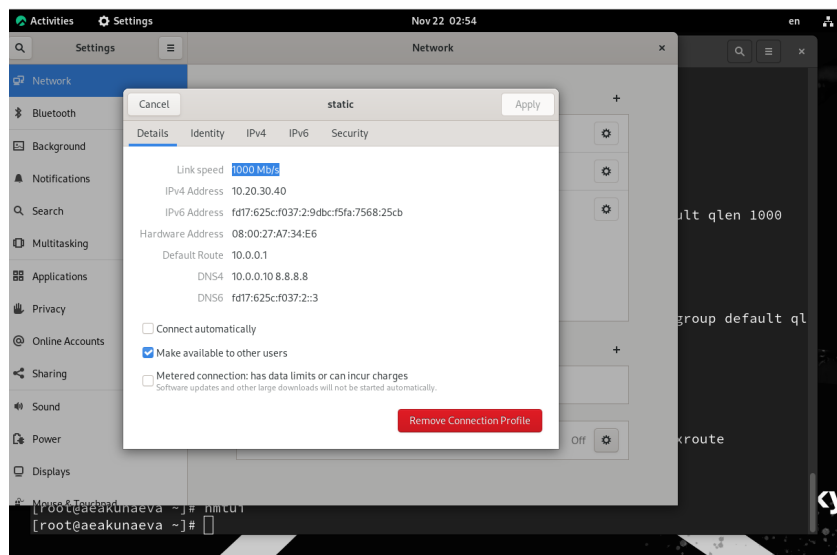 Activities Settings Nov 22 02:54 en
Settings Network
Network
Bluetooth
Background
Notifications
Search
Multitasking
Applications
Privacy
Online Accounts
Sharing
Sound
Power
Displays
Mouse & Touchpad
Cancel static Apply
Details Identity IPv4 IPv6 Security
Link speed 1000 Mb/s
IPv4 Address 10.20.30.40
IPv6 Address fd17:625c:f037:2:9dbc:f5fa:7568:25cb
Hardware Address 08:00:27:A7:34:E6
Default Route 10.0.0.1
DNS4 10.0.0.10 8.8.8.8
DNS6 fd17:625c:f037:2::3
Connect automatically
Make available to other users
Metered connection: has data limits or can incur charges
Software updates and other large downloads will not be started automatically.
Remove Connection Profile
Off
ult qlen 1000
group default ql
xroute
[root@aeakunaeva ~]# nmtui
[root@aeakunaeva ~]#